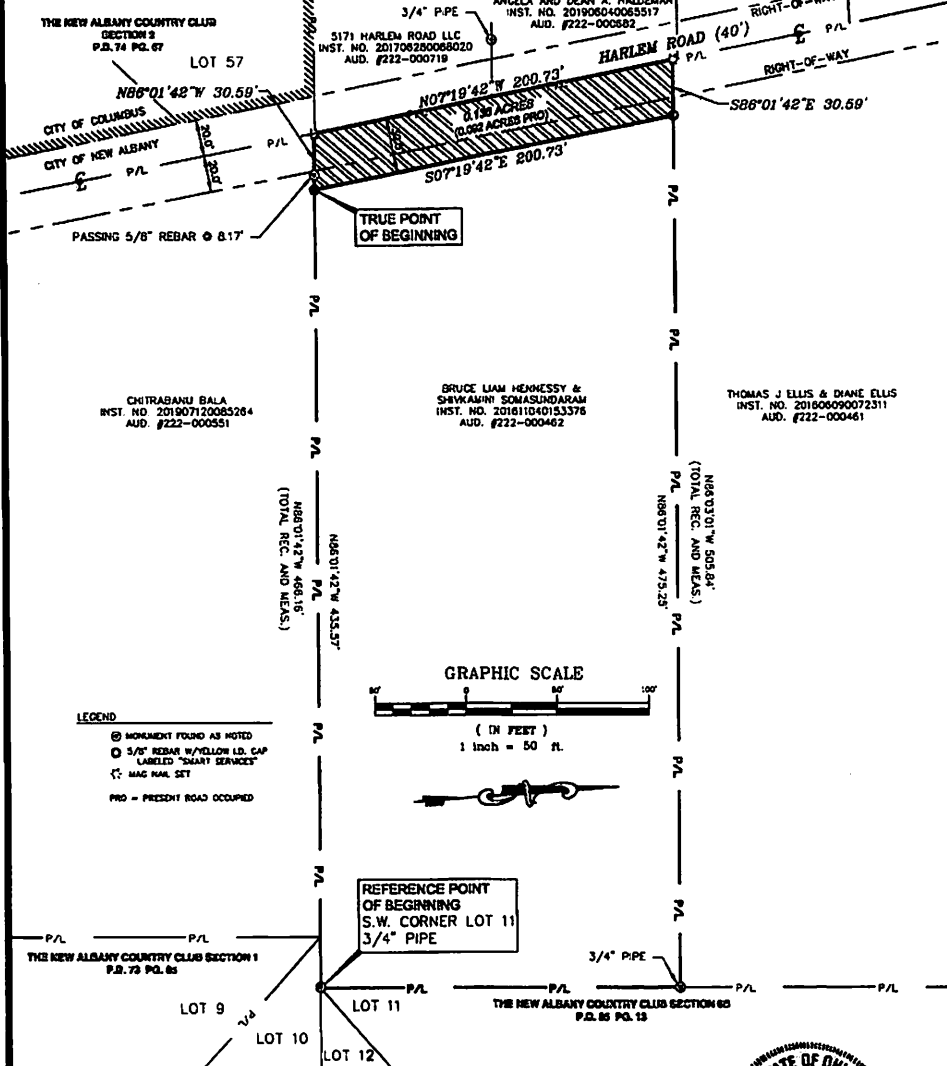 THE NEW ALBANY COUNTRY CLUB
SECTION 2
P.B. 74 PG. 67
LOT 57
3/4" PIPE
ANGELA AND DEAN A. HALDEMAN
INST. NO. 201906040065517
AUD. #222-000682
5171 HARLEM ROAD LLC
INST. NO. 201706280088020
AUD. #222-000719
RIGHT-OF-WAY
HARLEM ROAD (40')
P/L
P/L
RIGHT-OF-WAY
N86°01'42"W 30.59'
N07°19'42"W 200.73'
S86°01'42"E 30.59'
0.138 ACRES
(0.092 ACRES PRO)
CITY OF COLUMBUS
CITY OF NEW ALBANY
20.0'
20.0'
P/L
P/L
30.0'
S07°19'42"E 200.73'
PASSING 5/8" REBAR @ 8.17'
TRUE POINT
OF BEGINNING
P/L
P/L
P/L
CHITRABANU BALA
INST. NO. 201907120085264
AUD. #222-000551
BRUCE LIAM HENNESSY &
SHIVKAMINI SOMASUNDARAM
INST. NO. 201611040153376
AUD. #222-000462
THOMAS J ELLIS & DIANE ELLIS
INST. NO. 201606090072311
AUD. #222-000461
P/L
P/L
N86°01'42"W 466.16'
(TOTAL REC. AND MEAS.)
P/L
N86°01'42"W 435.57'
N86°01'42"W 475.25'
P/L
N86°03'01"W 505.84'
(TOTAL REC. AND MEAS.)
GRAPHIC SCALE
50'
0
50'
100'
( IN FEET )
1 inch = 50 ft.
LEGEND
MONUMENT FOUND AS NOTED
5/8" REBAR W/YELLOW I.D. CAP
LABELED "SMART SERVICES"
MAG NAIL SET
PRO = PRESENT ROAD OCCUPIED
P/L
P/L
P/L
P/L
REFERENCE POINT
OF BEGINNING
S.W. CORNER LOT 11
3/4" PIPE
P/L
P/L
THE NEW ALBANY COUNTRY CLUB SECTION 1
P.B. 73 PG. 85
3/4" PIPE
P/L
P/L
P/L
P/L
THE NEW ALBANY COUNTRY CLUB SECTION 6B
P.B. 85 PG. 13
LOT 9
P/L
LOT 10
LOT 11
LOT 12